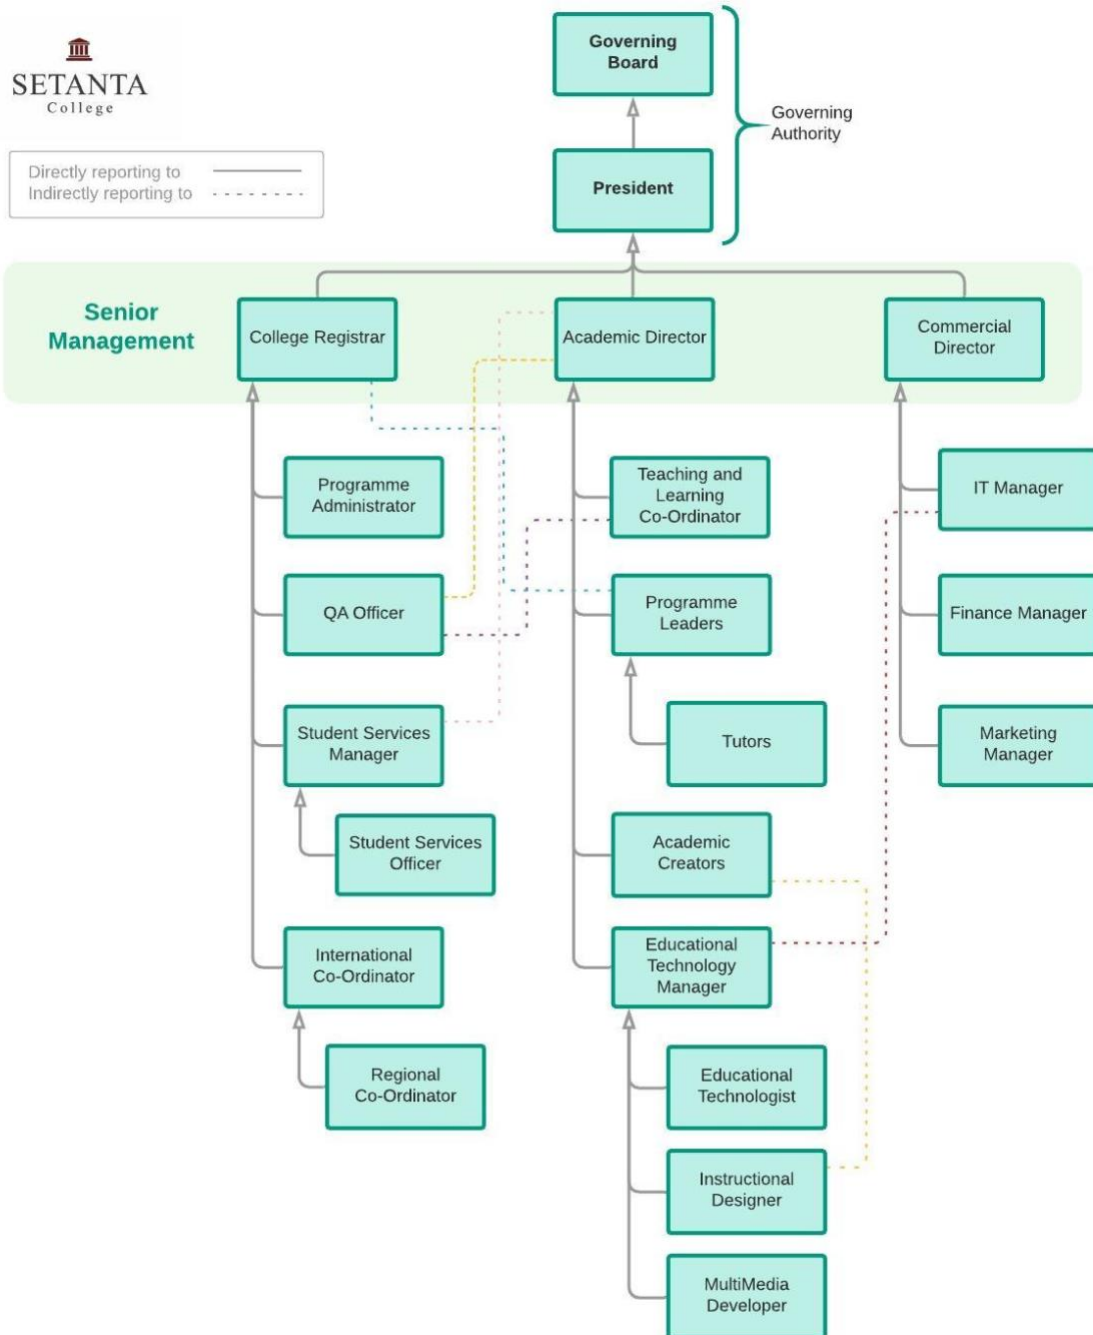 SETANTA
College
Directly reporting to
Indirectly reporting to
Governing
Board
Governing
Authority
President
Senior
Management
College Registrar
Academic Director
Commercial
Director
Programme
Administrator
QA Officer
Student Services
Manager
Student Services
Officer
International
Co-Ordinator
Regional
Co-Ordinator
Teaching and
Learning
Co-Ordinator
Programme
Leaders
Tutors
Academic
Creators
Educational
Technology
Manager
Educational
Technologist
Instructional
Designer
MultiMedia
Developer
IT Manager
Finance Manager
Marketing
Manager